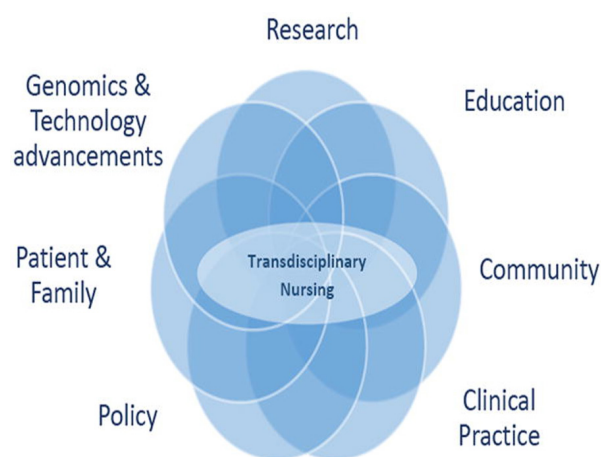 Research
Genomics &
Technology
advancements
Education
Patient &
Family
Transdisciplinary
Nursing
Community
Policy
Clinical
Practice